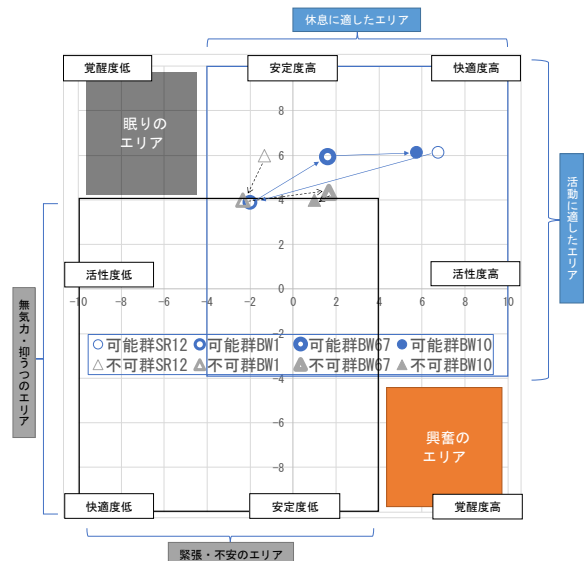 休息に適したエリア
覚醒度低
安定度高
快適度高
眠りの
エリア
8
6
4
2
0
-10
-8
-6
-4
-2
0
2
4
6
8
10
活性度低
活性度高
活動に適したエリア
無気力・抑うつのエリア
-2
○可能群SR12 可能群BW1 可能群BW67 ●可能群BW10
△不可群SR12 不可群BW1 不可群BW67 ▲不可群BW10
-4
-6
-8
興奮の
エリア
快適度低
安定度低
覚醒度高
緊張・不安のエリア